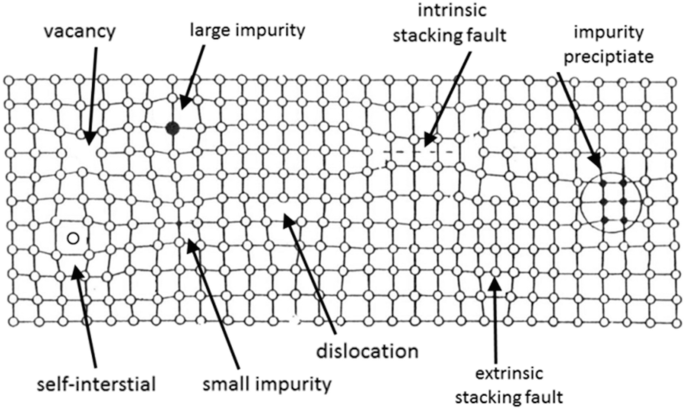 vacancy
large impurity
intrinsic
stacking fault
impurity
preciptiate
self-interstial
small impurity
dislocation
extrinsic
stacking fault